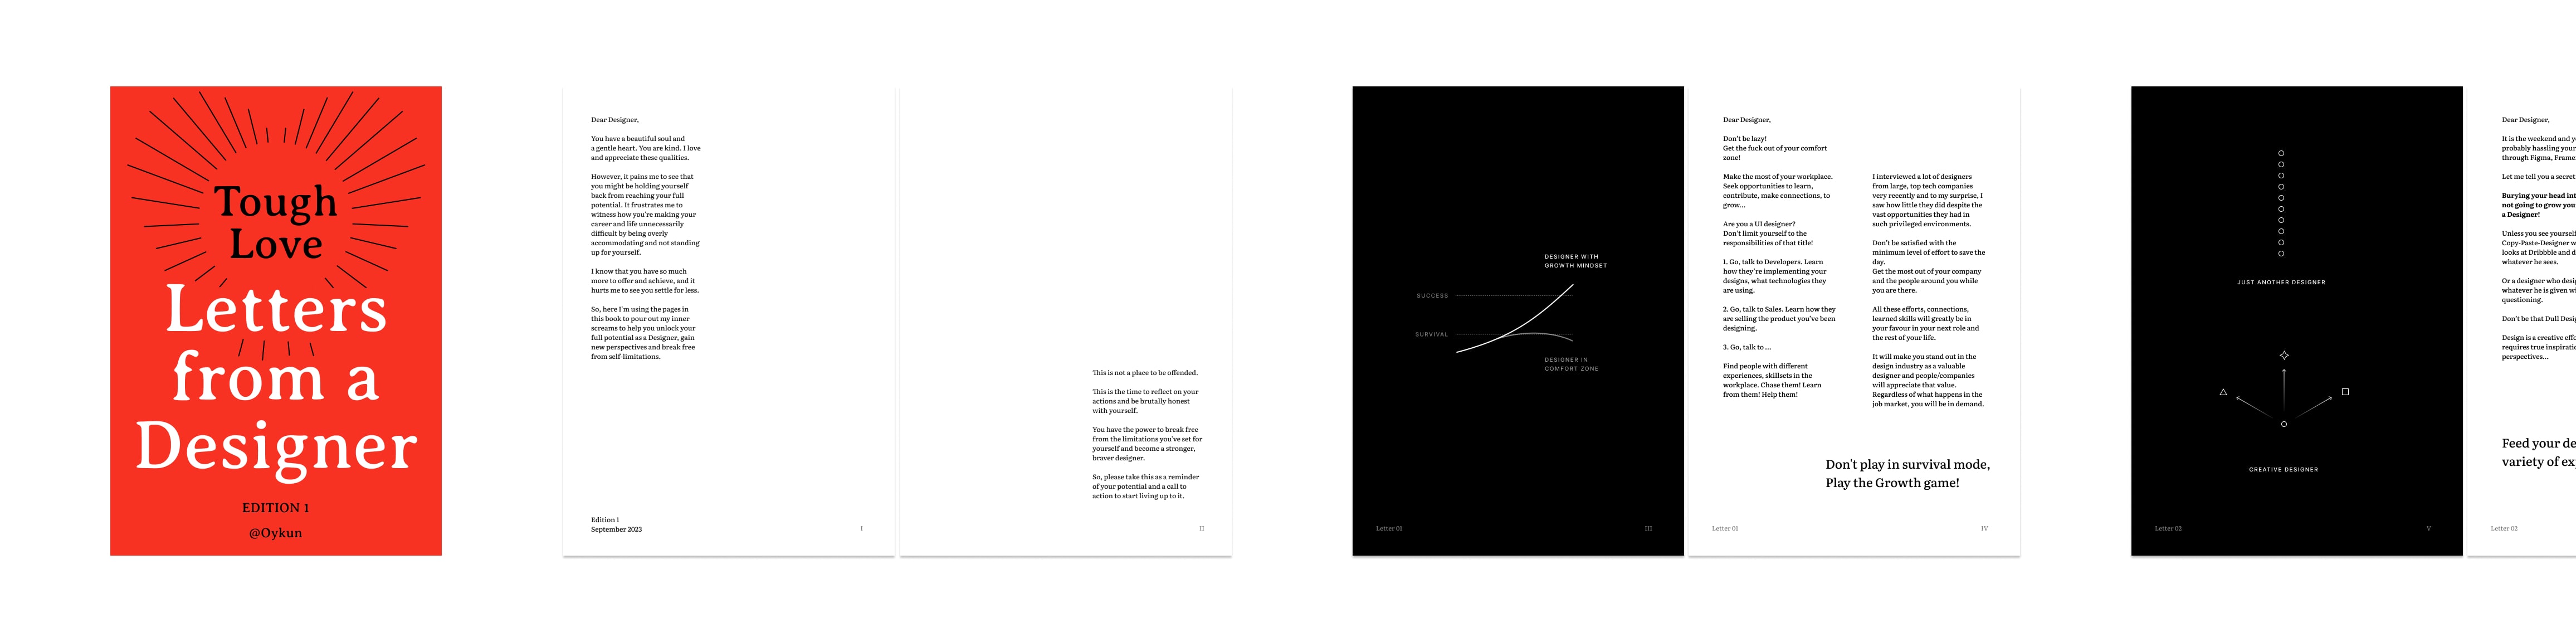 Tough
Love
Letters
from a
Designer
EDITION 1
@Oykun
Dear Designer,
You have a beautiful soul and
a gentle heart. You are kind. I love
and appreciate these qualities.
However, it pains me to see that
you might be holding yourself
back from reaching your full
potential. It frustrates me to
witness how you're making your
career and life unnecessarily
difficult by being overly
accommodating and not standing
up for yourself.
I know that you have so much
more to offer and achieve, and it
hurts me to see you settle for less.
So, here I'm using the pages in
this book to pour out my inner
screams to help you unlock your
full potential as a Designer, gain
new perspectives and break free
from self-limitations.
Edition 1
September 2023
I
This is not a place to be offended.
This is the time to reflect on your
actions and be brutally honest
with yourself.
You have the power to break free
from the limitations you've set for
yourself and become a stronger,
braver designer.
So, please take this as a reminder
of your potential and a call to
action to start living up to it.
II
DESIGNER WITH
GROWTH MINDSET
SUCCESS
SURVIVAL
DESIGNER IN
COMFORT ZONE
Letter 01
III
Dear Designer,
Don't be lazy!
Get the fuck out of your comfort
zone!
Make the most of your workplace.
Seek opportunities to learn,
contribute, make connections, to
grow...
Are you a UI designer?
Don't limit yourself to the
responsibilities of that title!
1. Go, talk to Developers. Learn
how they're implementing your
designs, what technologies they
are using.
2. Go, talk to Sales. Learn how they
are selling the product you've been
designing.
3. Go, talk to ...
Find people with different
experiences, skillsets in the
workplace. Chase them! Learn
from them! Help them!
I interviewed a lot of designers
from large, top tech companies
very recently and to my surprise, I
saw how little they did despite the
vast opportunities they had in
such privileged environments.
Don't be satisfied with the
minimum level of effort to save the
day.
Get the most out of your company
and the people around you while
you are there.
All these efforts, connections,
learned skills will greatly be in
your favour in your next role and
the rest of your life.
It will make you stand out in the
design industry as a valuable
designer and people/companies
will appreciate that value.
Regardless of what happens in the
job market, you will be in demand.
Don't play in survival mode,
Play the Growth game!
Letter 01
IV
JUST ANOTHER DESIGNER
CREATIVE DESIGNER
Letter 02
V
Dear Designer,
It is the weekend and y
probably hassling your
through Figma, Frame
Let me tell you a secret
Burying your head int
not going to grow you
a Designer!
Unless you see yourself
Copy-Paste-Designer w
looks at Dribbble and d
whatever he sees.
Or a designer who desig
whatever he is given w
questioning.
Don't be that Dull Desig
Design is a creative effo
requires true inspiratio
perspectives...
Feed your de
variety of ex
Letter 02